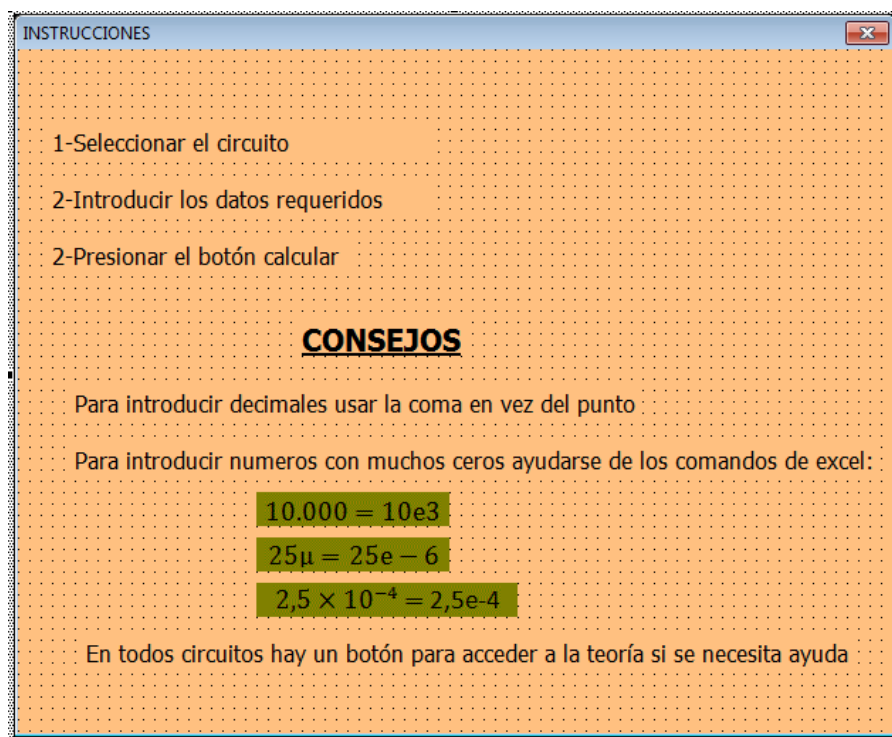 INSTRUCCIONES
1-Seleccionar el circuito
2-Introducir los datos requeridos
2-Presionar el botón calcular
CONSEJOS
Para introducir decimales usar la coma en vez del punto
Para introducir numeros con muchos ceros ayudarse de los comandos de excel:
10.000 = 10e3
25μ = 25e − 6
2,5 × 10⁻⁴ = 2,5e-4
En todos circuitos hay un botón para acceder a la teoría si se necesita ayuda